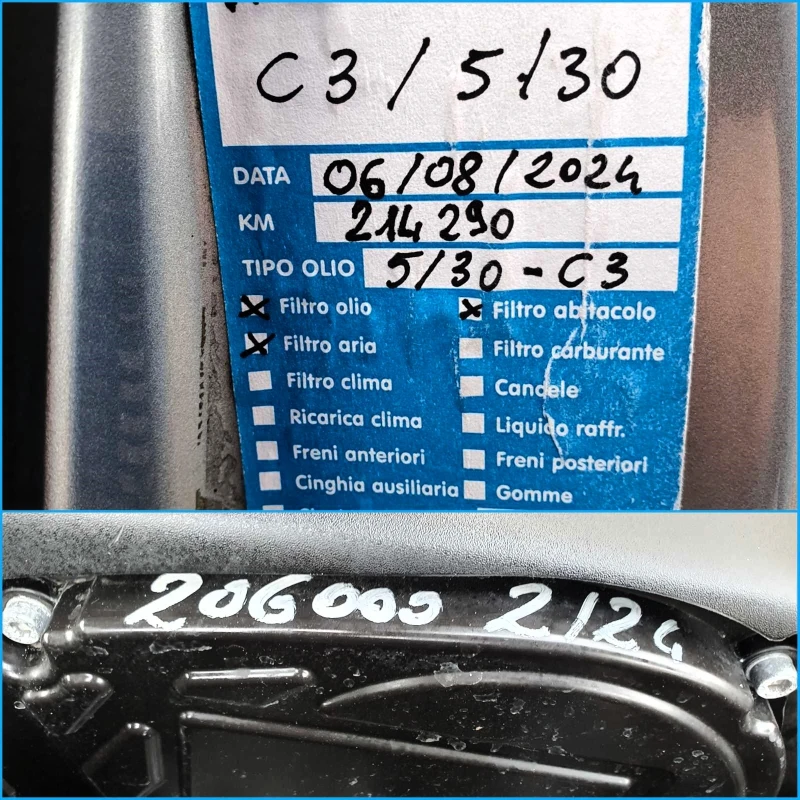 C3/5/30
DATA 06/08/2024
KM 214290
TIPO OLIO 5/30-C3
Filtro olio Filtro abitacolo
Filtro aria Filtro carburante
Filtro clima Candele
Ricarica clima Liquido raffr.
Freni anteriori Freni posteriori
Cinghia ausiliaria Gomme
206000 2/24